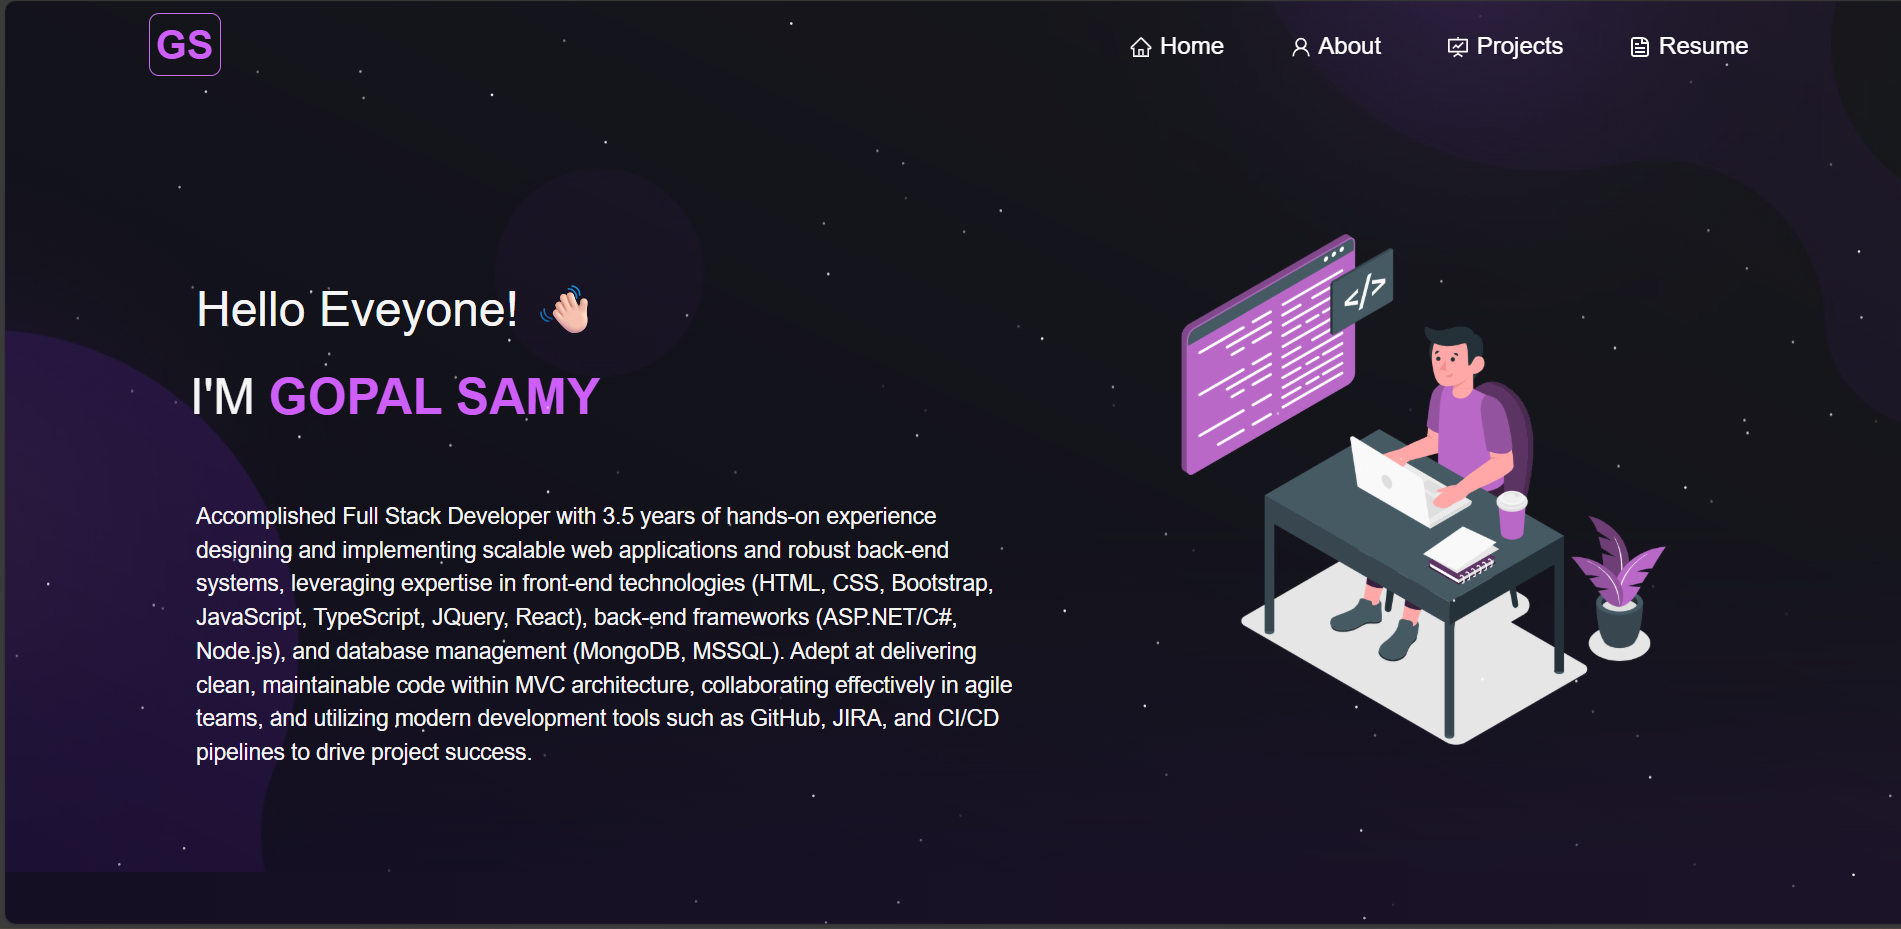 GS
Home
About
Projects
Resume
Hello Eveyone! 👋🏻
</>
I'M GOPAL SAMY
Accomplished Full Stack Developer with 3.5 years of hands-on experience
designing and implementing scalable web applications and robust back-end
systems, leveraging expertise in front-end technologies (HTML, CSS, Bootstrap,
JavaScript, TypeScript, JQuery, React), back-end frameworks (ASP.NET/C#,
Node.js), and database management (MongoDB, MSSQL). Adept at delivering
clean, maintainable code within MVC architecture, collaborating effectively in agile
teams, and utilizing modern development tools such as GitHub, JIRA, and CI/CD
pipelines to drive project success.